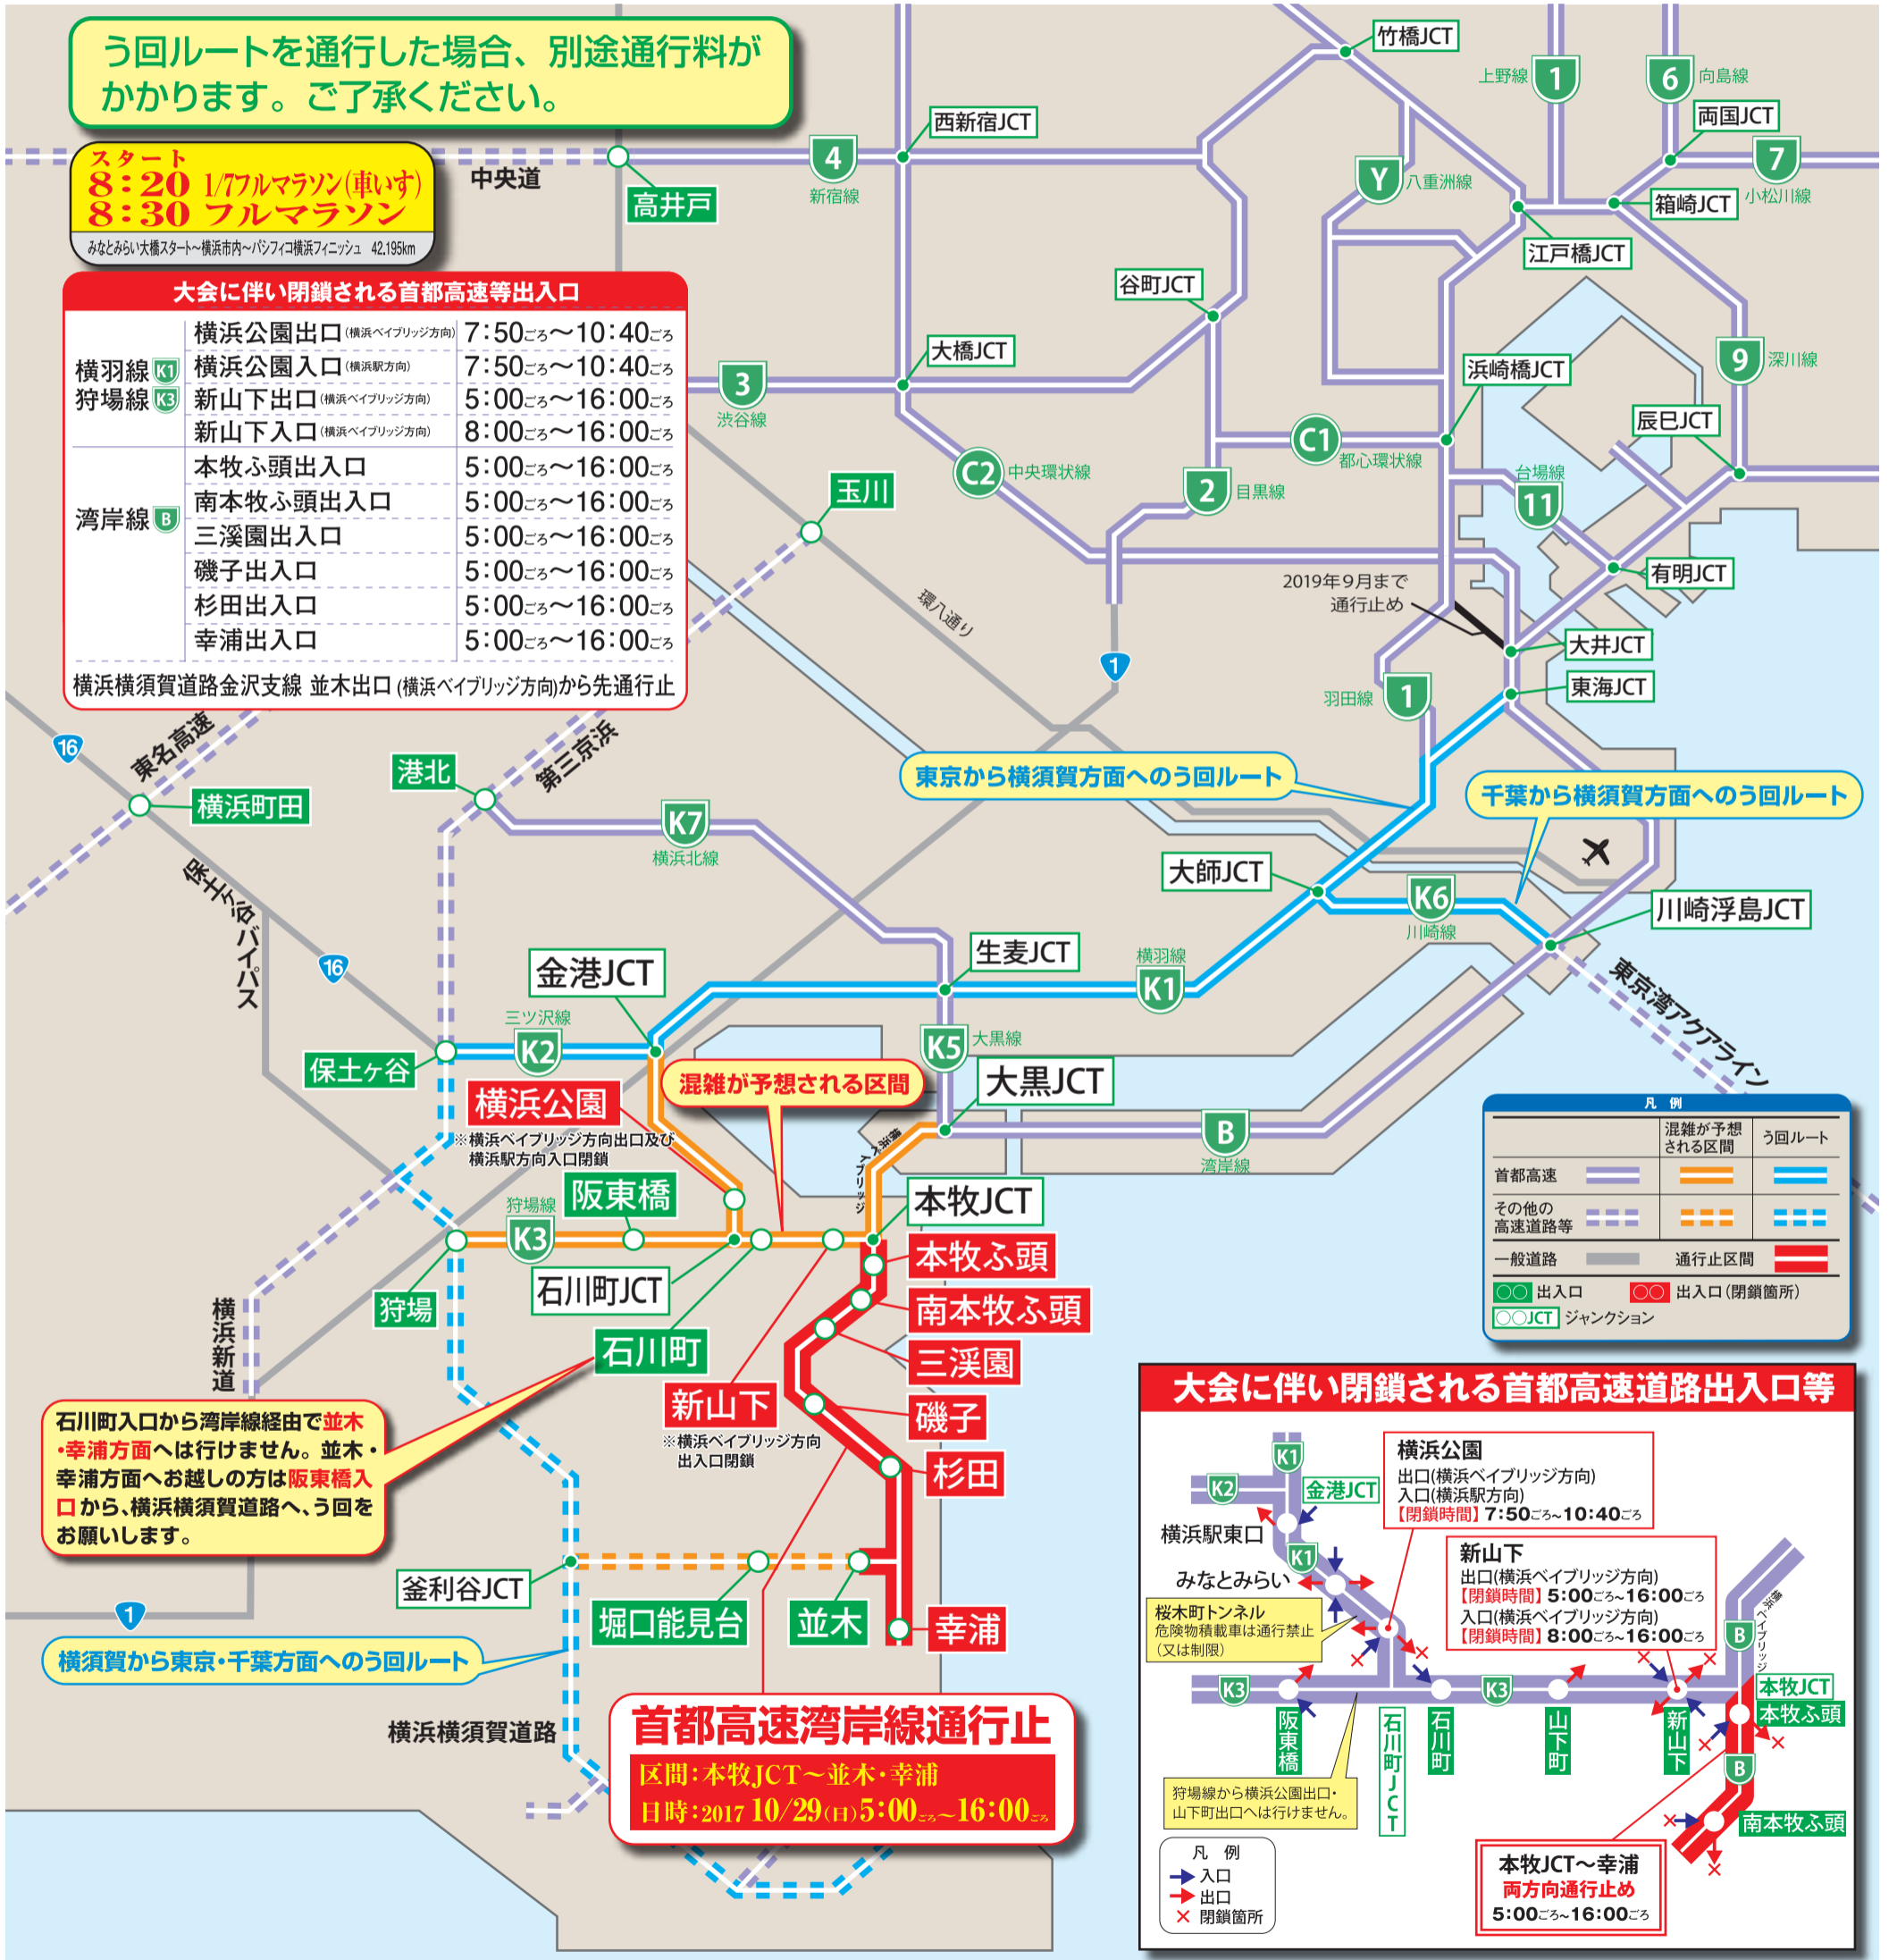 う回ルートを通行した場合、別途通行料が
かかります。ご了承ください。
スタート
8:20 1/7フルマラソン(車いす)
8:30 フルマラソン
みなとみらい大橋スタート〜横浜市内〜パシフィコ横浜フィニッシュ 42.195km
大会に伴い閉鎖される首都高速等出入口
横羽線 K1
狩場線 K3
横浜公園出口(横浜ベイブリッジ方向) 7:50ごろ〜10:40ごろ
横浜公園入口(横浜駅方向) 7:50ごろ〜10:40ごろ
新山下出口(横浜ベイブリッジ方向) 5:00ごろ〜16:00ごろ
新山下入口(横浜ベイブリッジ方向) 8:00ごろ〜16:00ごろ
湾岸線 B
本牧ふ頭出入口 5:00ごろ〜16:00ごろ
南本牧ふ頭出入口 5:00ごろ〜16:00ごろ
三溪園出入口 5:00ごろ〜16:00ごろ
磯子出入口 5:00ごろ〜16:00ごろ
杉田出入口 5:00ごろ〜16:00ごろ
幸浦出入口 5:00ごろ〜16:00ごろ
横浜横須賀道路金沢支線 並木出口(横浜ベイブリッジ方向)から先通行止
中央道
高井戸
4
新宿線
西新宿JCT
竹橋JCT
上野線
1
6
向島線
両国JCT
7
小松川線
Y
八重洲線
箱崎JCT
江戸橋JCT
谷町JCT
大橋JCT
3
渋谷線
浜崎橋JCT
9
深川線
辰巳JCT
C1
都心環状線
C2
中央環状線
2
目黒線
台場線
11
玉川
有明JCT
2019年9月まで
通行止め
環八通り
大井JCT
1
東海JCT
羽田線
1
16
東名高速
横浜町田
港北
第三京浜
東京から横須賀方面へのう回ルート
千葉から横須賀方面へのう回ルート
K7
横浜北線
保土ヶ谷バイパス
大師JCT
K6
川崎線
川崎浮島JCT
16
金港JCT
生麦JCT
横羽線
K1
東京湾アクアライン
三ツ沢線
K2
保土ヶ谷
K5
大黒線
混雑が予想される区間
大黒JCT
横浜公園
※横浜ベイブリッジ方向出口及び
横浜駅方向入口閉鎖
横浜ベイブリッジ
B
湾岸線
阪東橋
狩場線
K3
本牧JCT
狩場
石川町JCT
本牧ふ頭
南本牧ふ頭
横浜新道
石川町
三溪園
新山下
※横浜ベイブリッジ方向
出入口閉鎖
磯子
杉田
石川町入口から湾岸線経由で並木
・幸浦方面へは行けません。並木・
幸浦方面へお越しの方は阪東橋入
口から、横浜横須賀道路へ、う回を
お願いします。
釜利谷JCT
堀口能見台
並木
幸浦
1
横須賀から東京・千葉方面へのう回ルート
横浜横須賀道路
首都高速湾岸線通行止
区間:本牧JCT〜並木・幸浦
日時:2017 10/29(日)5:00ごろ〜16:00ごろ
凡 例
混雑が予想
される区間
う回ルート
首都高速
その他の
高速道路等
一般道路
通行止区間
○○ 出入口
○○ 出入口(閉鎖箇所)
○○JCT ジャンクション
大会に伴い閉鎖される首都高速道路出入口等
K1
K2
金港JCT
横浜駅東口
K1
みなとみらい
横浜公園
出口(横浜ベイブリッジ方向)
入口(横浜駅方向)
【閉鎖時間】7:50ごろ~10:40ごろ
新山下
出口(横浜ベイブリッジ方向)
【閉鎖時間】5:00ごろ~16:00ごろ
入口(横浜ベイブリッジ方向)
【閉鎖時間】8:00ごろ~16:00ごろ
桜木町トンネル
危険物積載車は通行禁止
(又は制限)
横浜ベイブリッジ
B
K3
K3
本牧JCT
本牧ふ頭
阪東橋
石川町JCT
石川町
山下町
新山下
B
狩場線から横浜公園出口・
山下町出口へは行けません。
南本牧ふ頭
凡 例
入口
出口
× 閉鎖箇所
本牧JCT〜幸浦
両方向通行止め
5:00ごろ~16:00ごろ